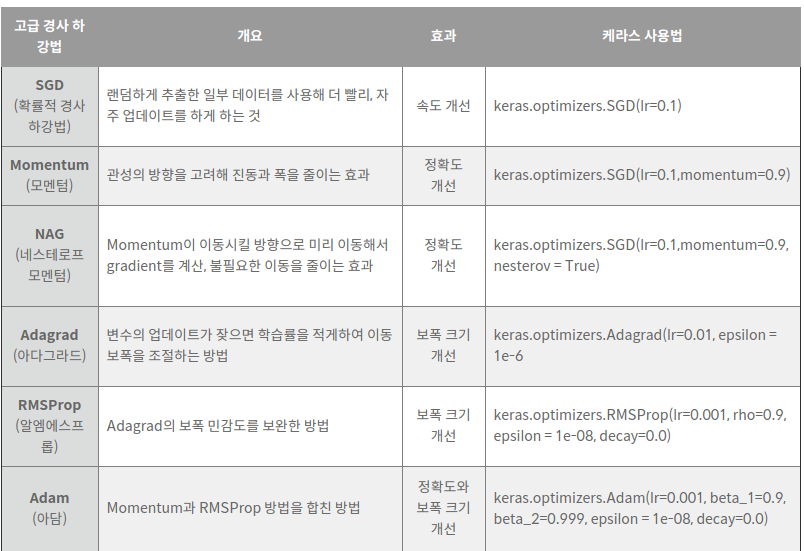 고급 경사 하
강법
개요
효과
케라스 사용법
SGD
(확률적 경사
하강법)
랜덤하게 추출한 일부 데이터를 사용해 더 빨리, 자
주 업데이트를 하게 하는 것
속도 개선
keras.optimizers.SGD(lr=0.1)
Momentum
(모멘텀)
관성의 방향을 고려해 진동과 폭을 줄이는 효과
정확도
개선
keras.optimizers.SGD(lr=0.1,momentum=0.9)
NAG
(네스테로프
모멘텀)
Momentum이 이동시킬 방향으로 미리 이동해서
gradient를 계산, 불필요한 이동을 줄이는 효과
정확도
개선
keras.optimizers.SGD(lr=0.1,momentum=0.9,
nesterov = True)
Adagrad
(아다그라드)
변수의 업데이트가 잦으면 학습률을 적게하여 이동
보폭을 조절하는 방법
보폭 크기
개선
keras.optimizers.Adagrad(lr=0.01, epsilon =
1e-6
RMSProp
(알엠에스프
롭)
Adagrad의 보폭 민감도를 보완한 방법
보폭 크기
개선
keras.optimizers.RMSProp(lr=0.001, rho=0.9,
epsilon = 1e-08, decay=0.0)
Adam
(아담)
Momentum과 RMSProp 방법을 합친 방법
정확도와
보폭 크기
개선
keras.optimizers.Adam(lr=0.001, beta_1=0.9,
beta_2=0.999, epsilon = 1e-08, decay=0.0)